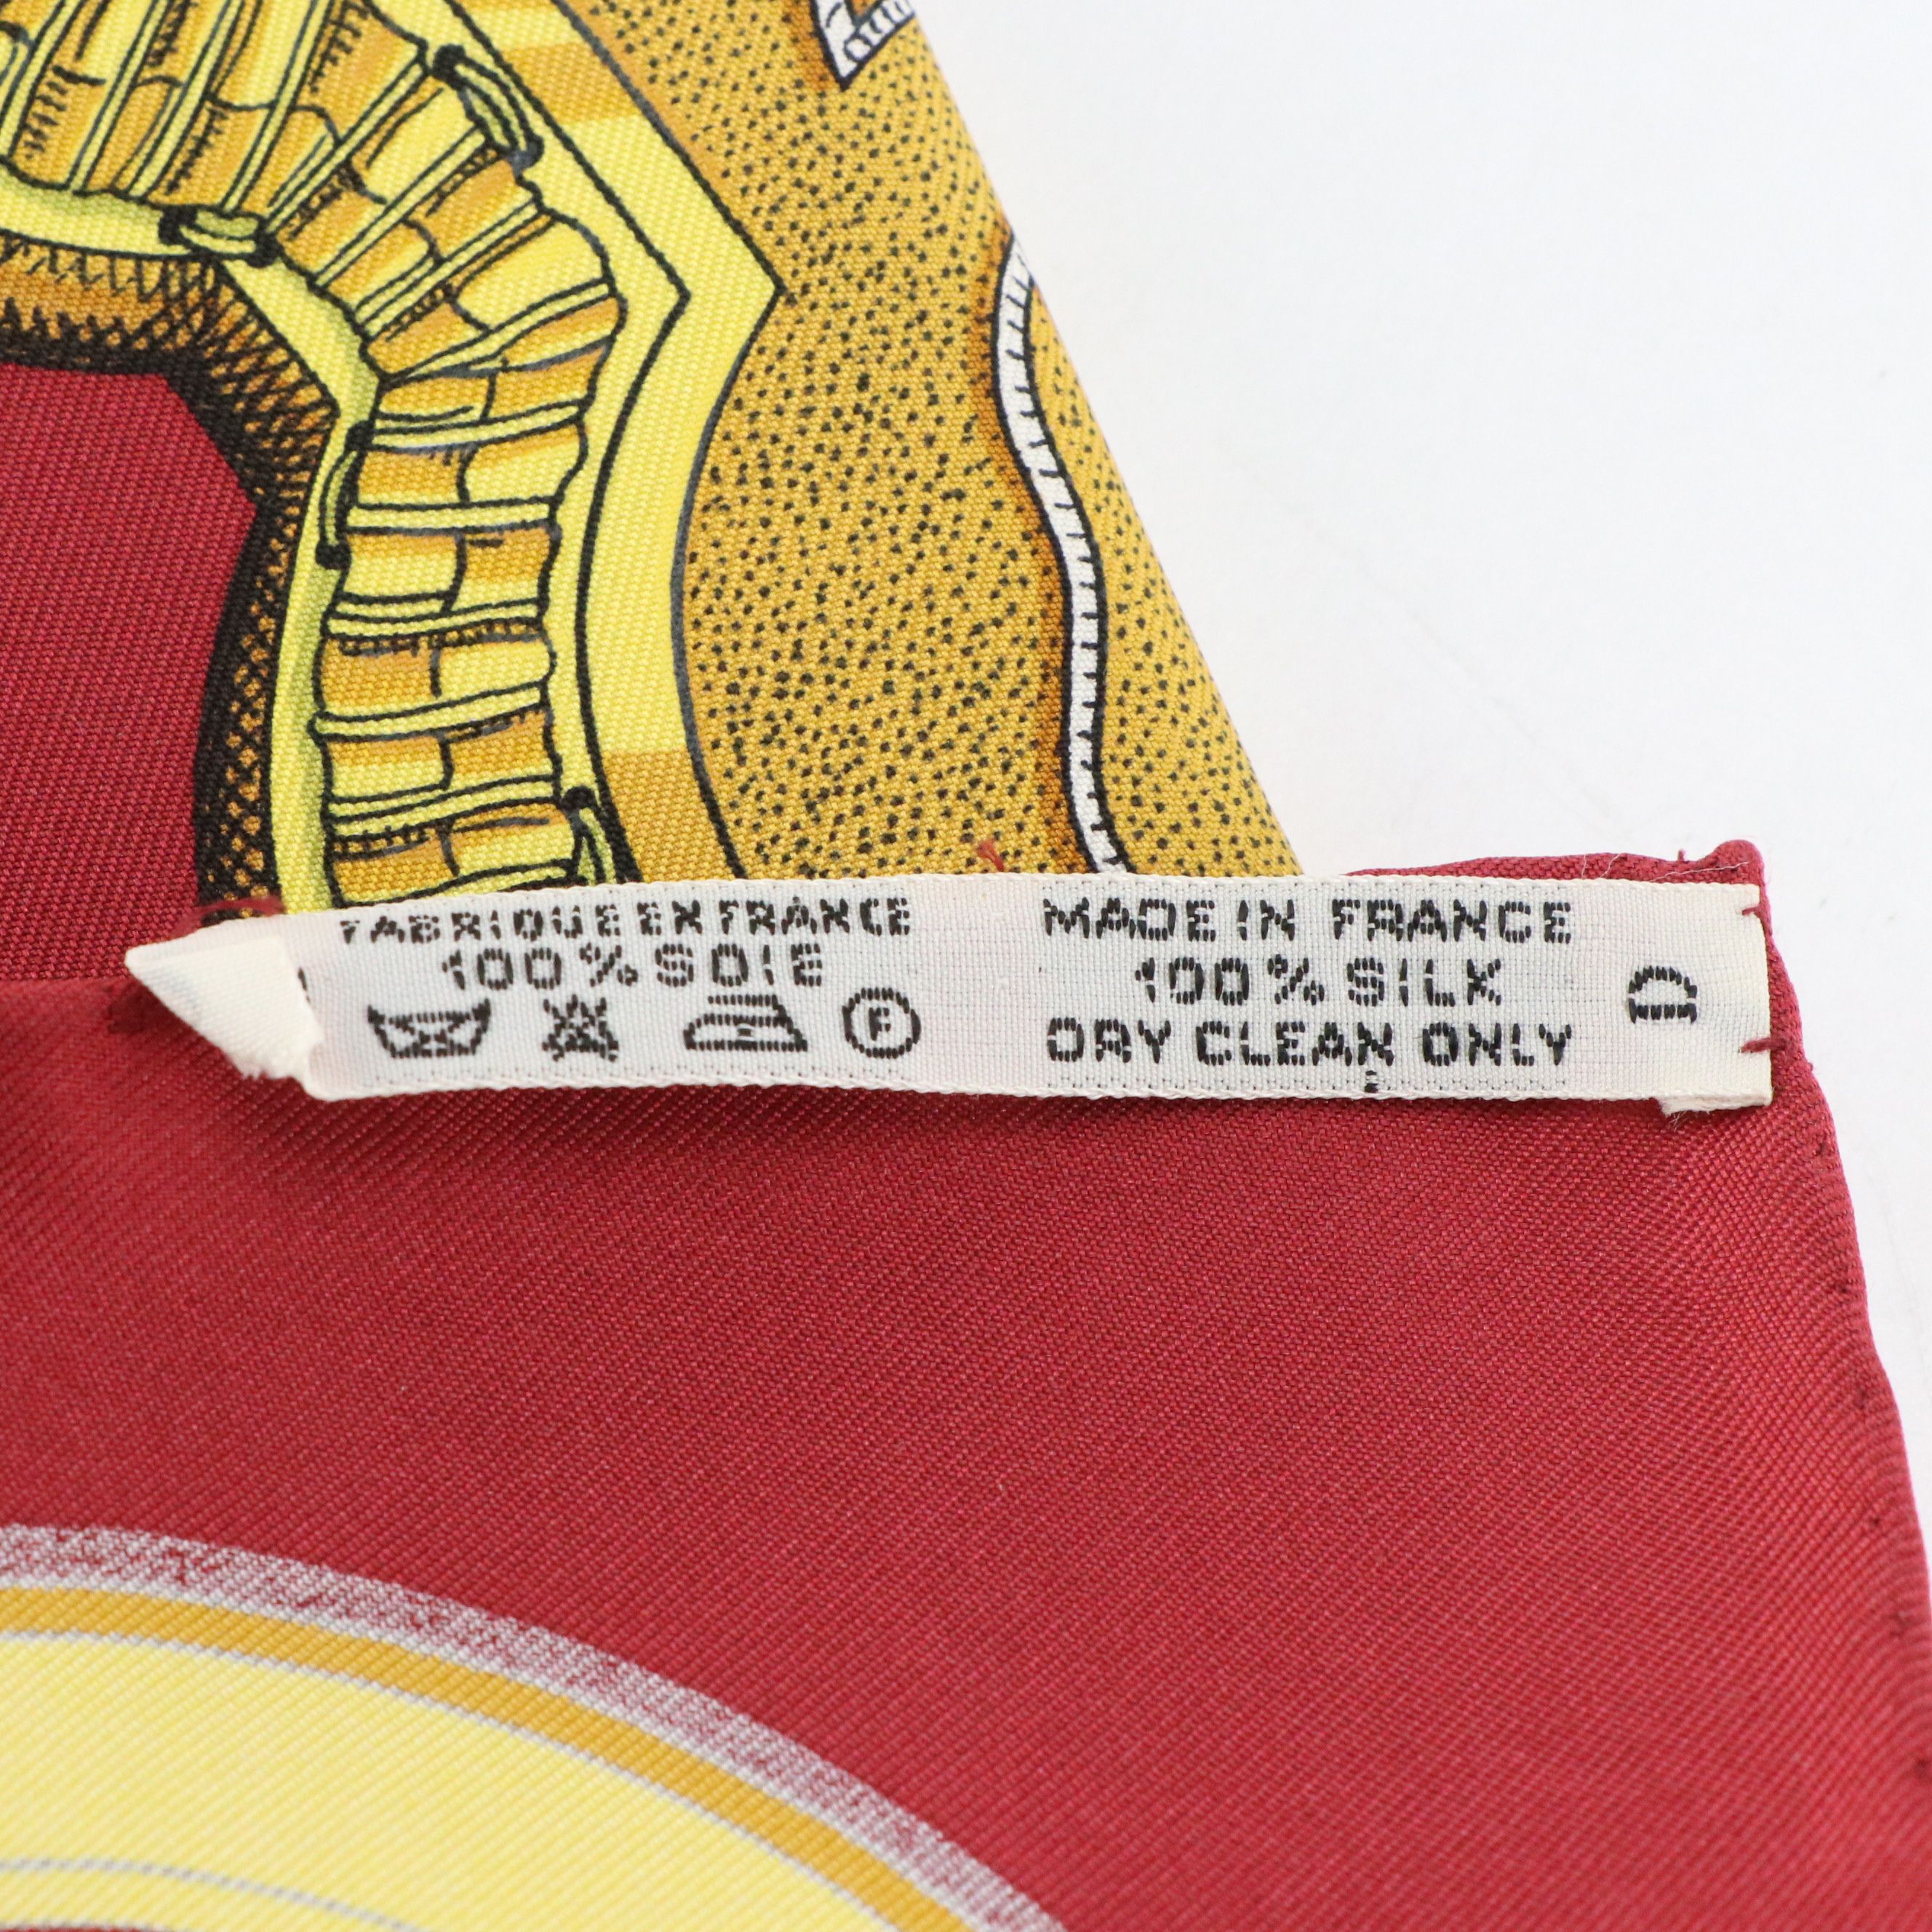 FABRIQUE EN FRANCE
100% SOIE
F
MADE IN FRANCE
100% SILK
DRY CLEAN ONLY
D